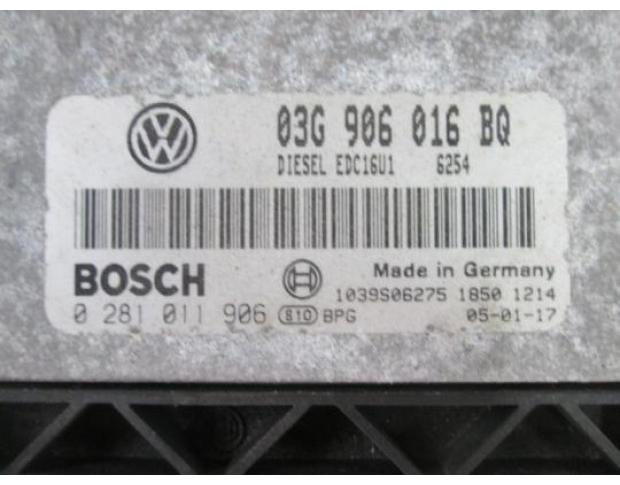 03G 906 016 BQ
DIESEL EDC16U1 6254
BOSCH
Made in Germany
1039S06275 1850 1214
0 281 011 906 S10 BPG 05-01-17